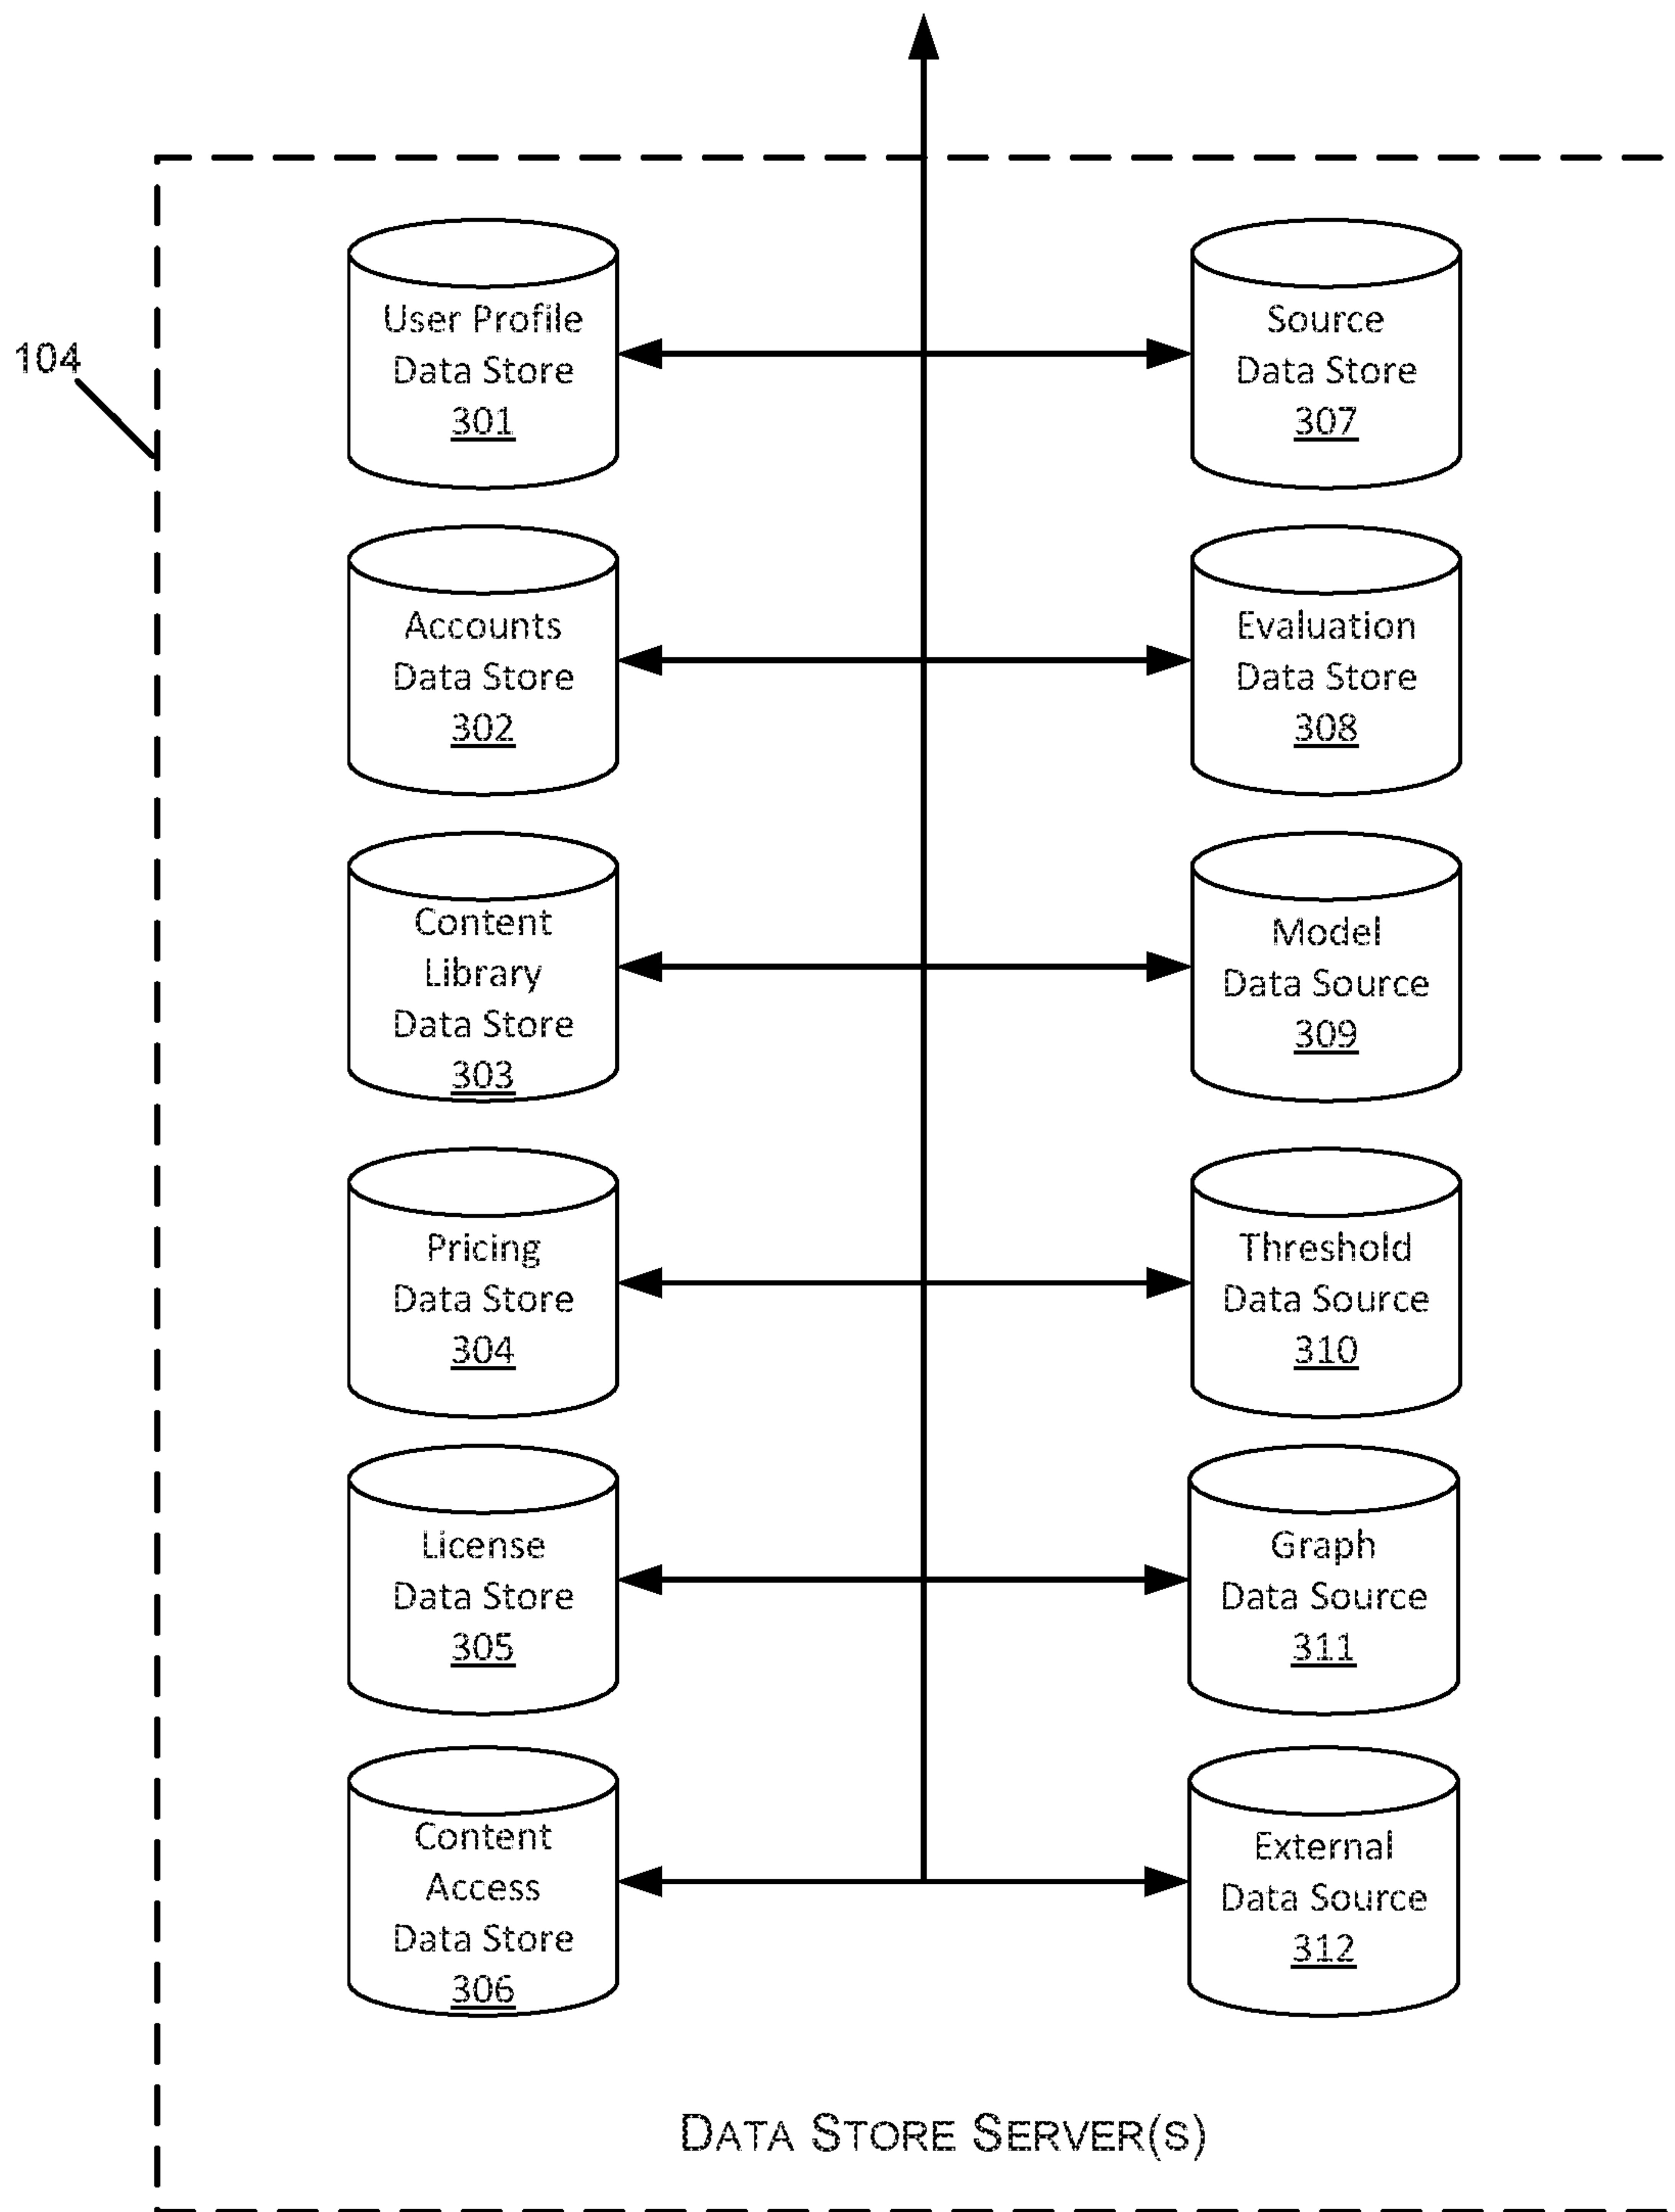 104
User Profile
Data Store
301
Source
Data Store
307
Accounts
Data Store
302
Evaluation
Data Store
308
Content
Library
Data Store
303
Model
Data Source
309
Pricing
Data Store
304
Threshold
Data Source
310
License
Data Store
305
Graph
Data Source
311
Content
Access
Data Store
306
External
Data Source
312
DATA STORE SERVER(S)